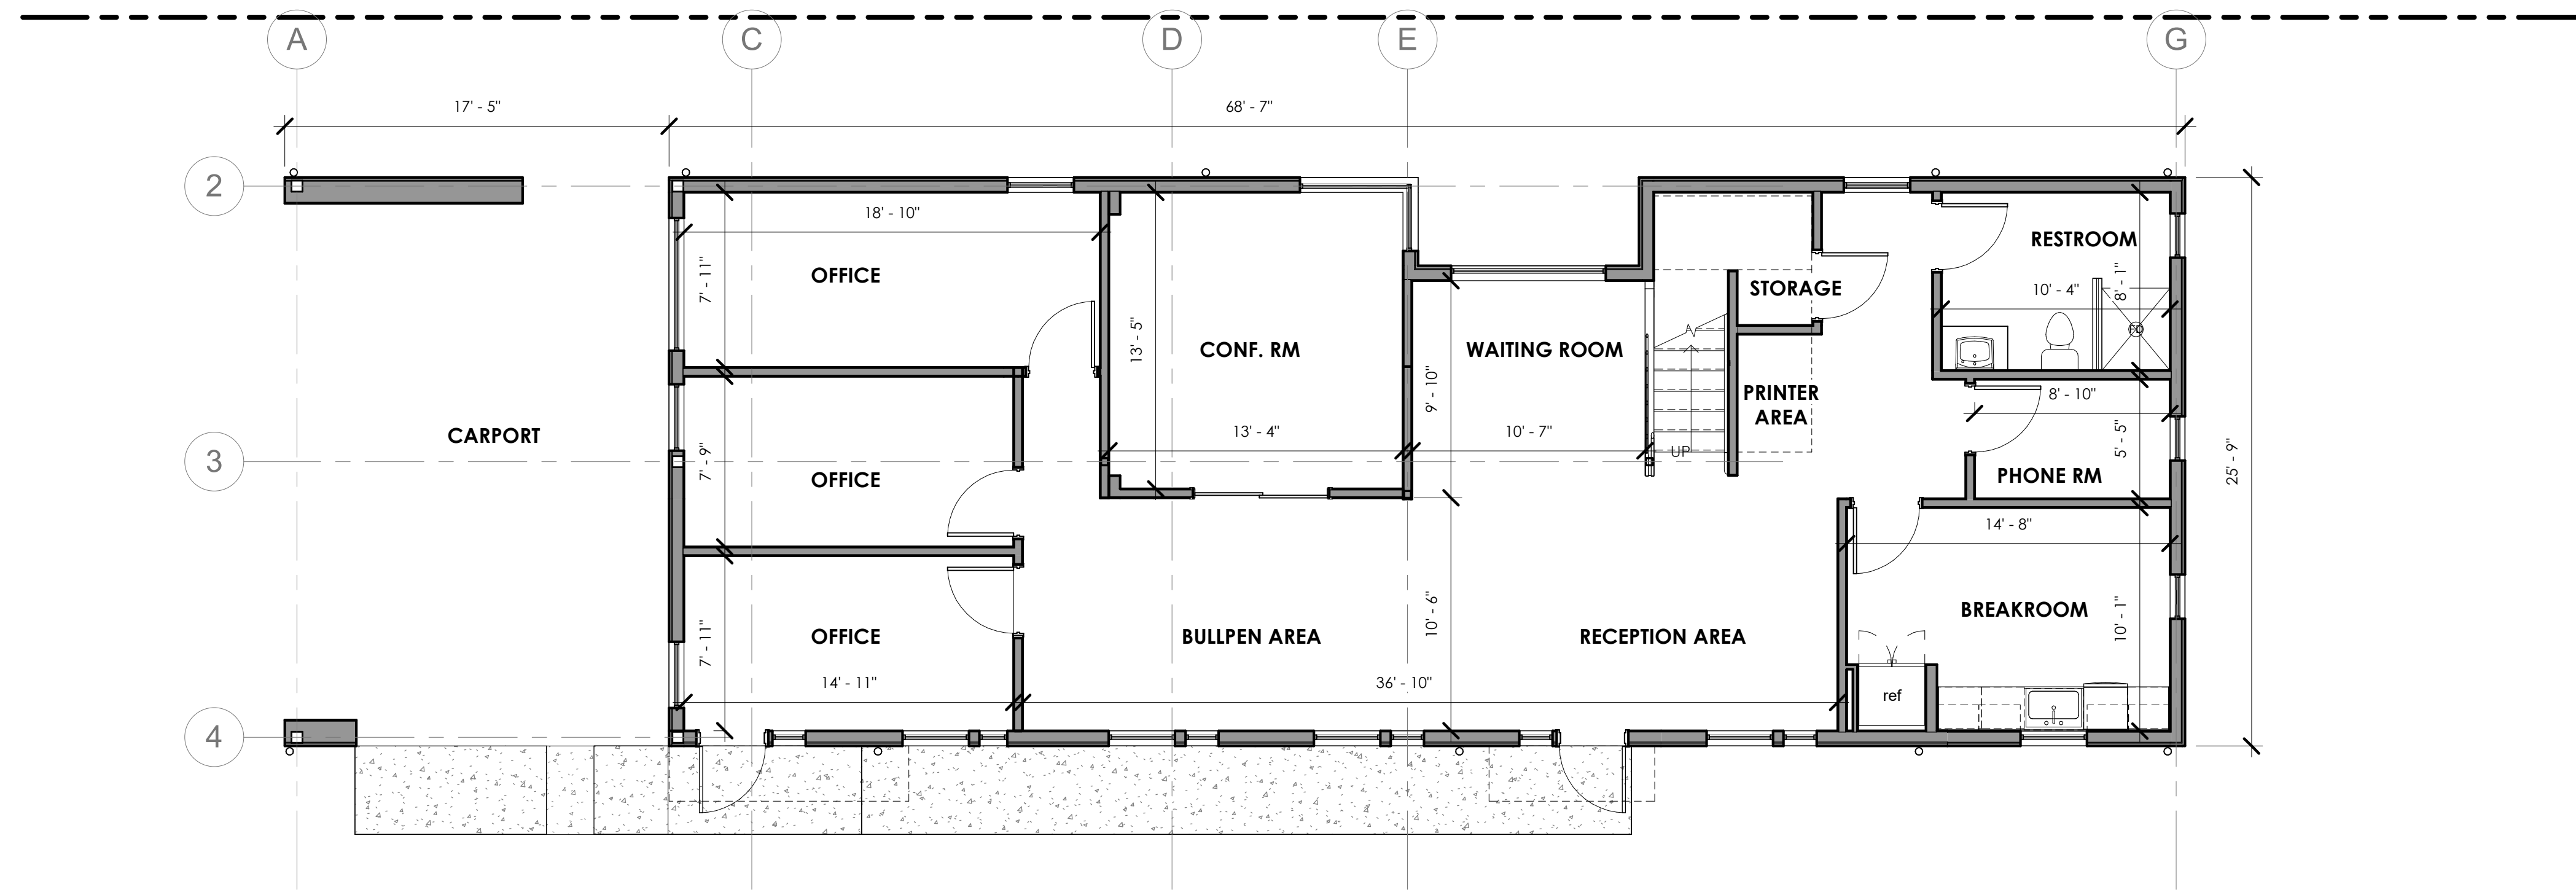 A
C
D
E
G
17' - 5"
68' - 7"
2
18' - 10"
7' - 11"
OFFICE
RESTROOM
8' - 1"
10' - 4"
STORAGE
FD
13' - 5"
CONF. RM
WAITING ROOM
9' - 10"
PRINTER
AREA
8' - 10"
CARPORT
13' - 4"
10' - 7"
5' - 5"
3
7' - 9"
UP
25' - 9"
OFFICE
PHONE RM
14' - 8"
BREAKROOM
10' - 6"
10' - 1"
7' - 11"
OFFICE
BULLPEN AREA
RECEPTION AREA
14' - 11"
36' - 10"
ref
4